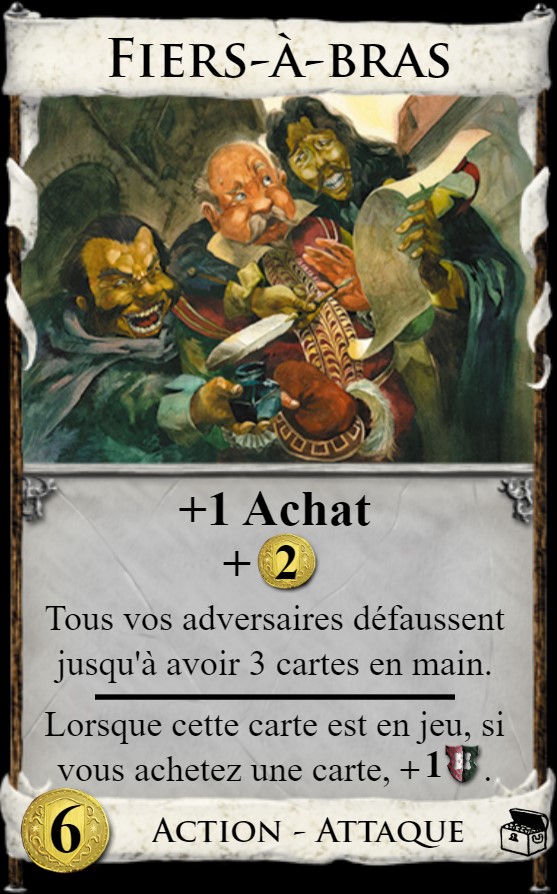 Fiers-à-bras
+1 Achat
+ 2
Tous vos adversaires défaussent
jusqu'à avoir 3 cartes en main.
Lorsque cette carte est en jeu, si
vous achetez une carte, +1.
6 Action - Attaque